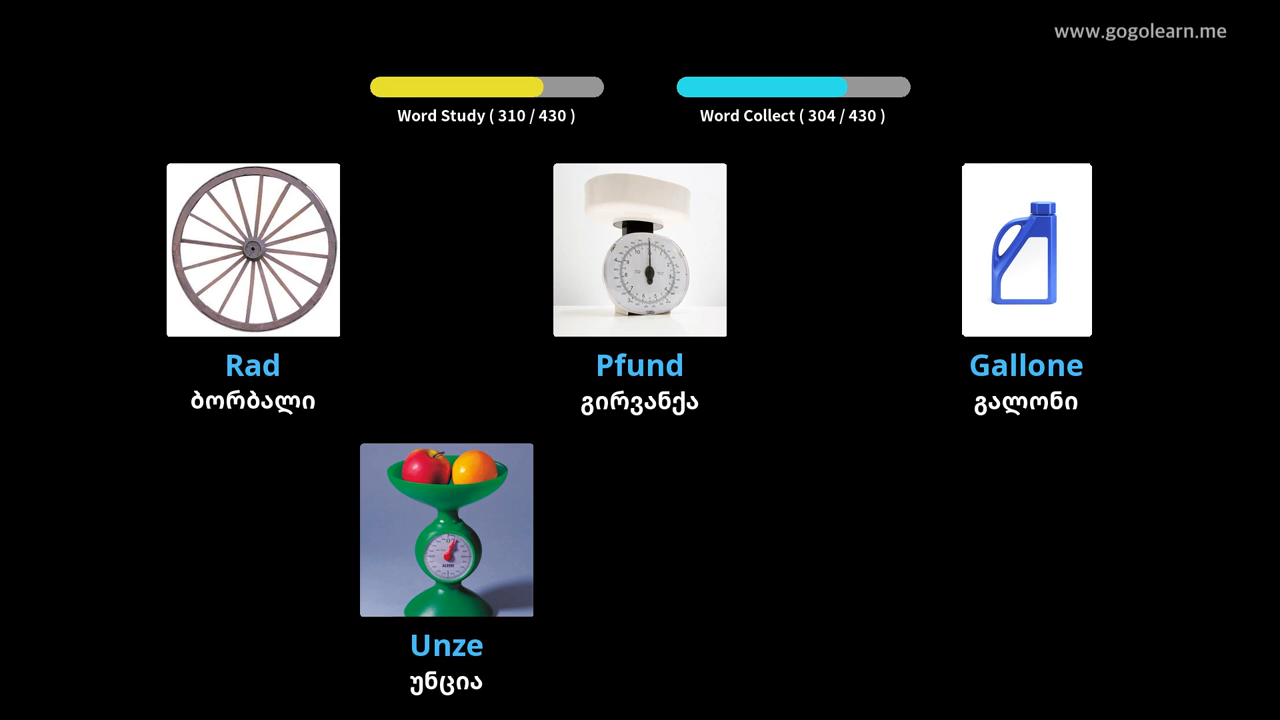 www.gogolearn.me
Word Study ( 310 / 430 )
Word Collect ( 304 / 430 )
Rad
ბორბალი
Pfund
გირვანქა
Gallone
გალონი
Unze
უნცია